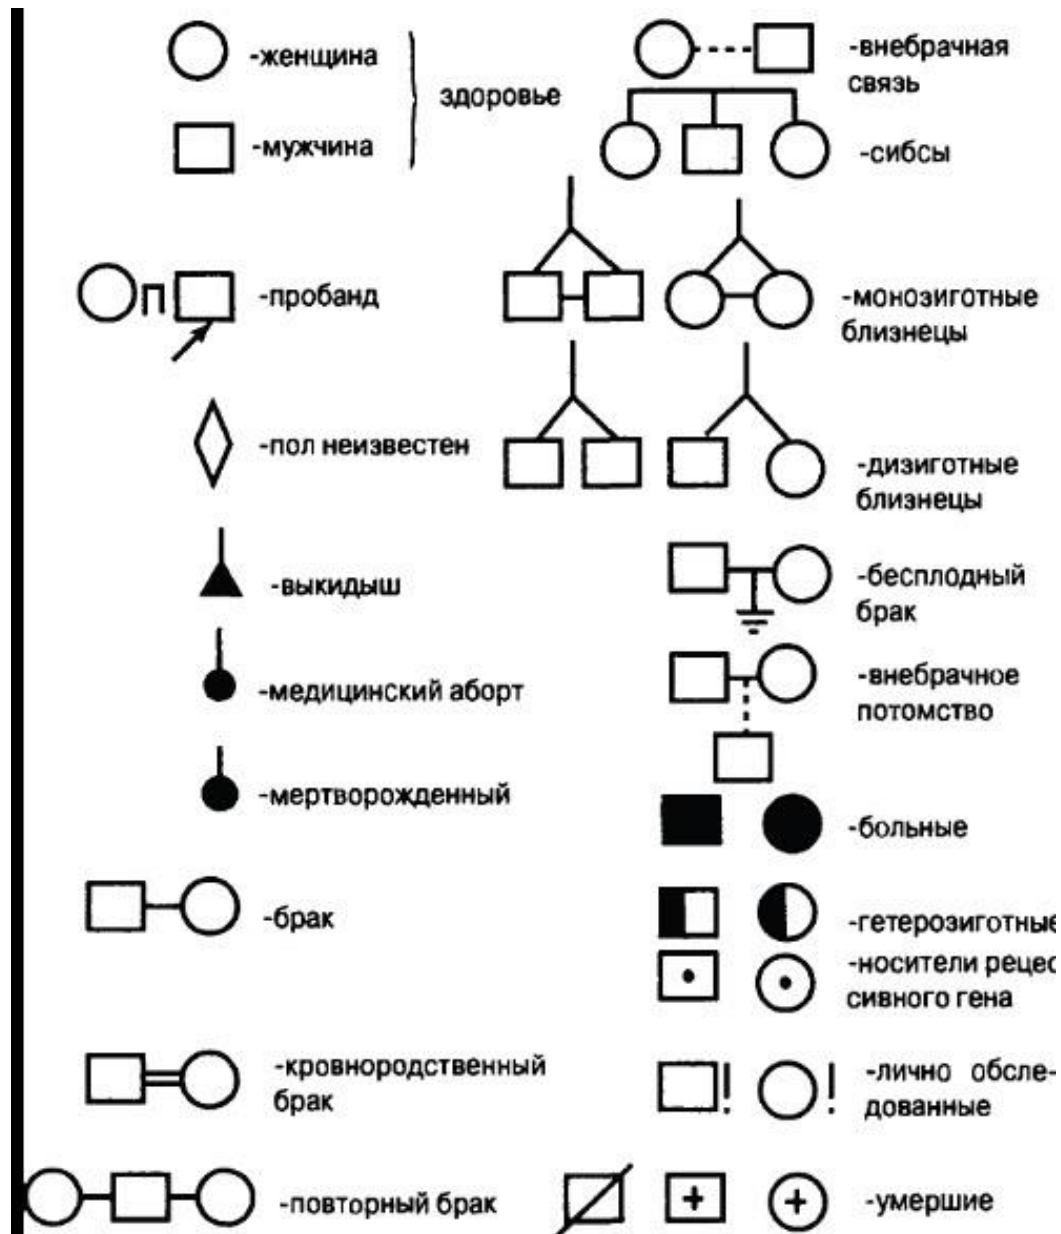 -женщина
здоровье
-мужчина
П
-пробанд
-пол неизвестен
-выкидыш
-медицинский аборт
-мертворожденный
-брак
-кровнородственный
брак
-повторный брак
-внебрачная
связь
-сибсы
-монозиготные
близнецы
-дизиготные
близнецы
-бесплодный
брак
-внебрачное
потомство
-больные
-гетерозиготные
-носители рецес
сивного гена
! ! -лично обсле-
дованные
+ + -умершие